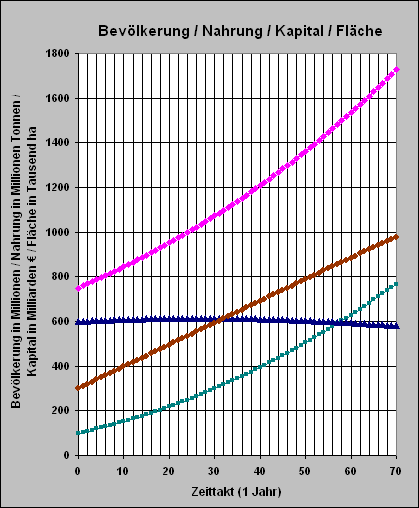 Bevölkerung / Nahrung / Kapital / Fläche
Bevölkerung in Millionen / Nahrung in Millionen Tonnen /
Kapital in Milliarden € / Fläche in Tausend ha
1800
1600
1400
1200
1000
800
600
400
200
0
0 10 20 30 40 50 60 70
Zeittakt (1 Jahr)